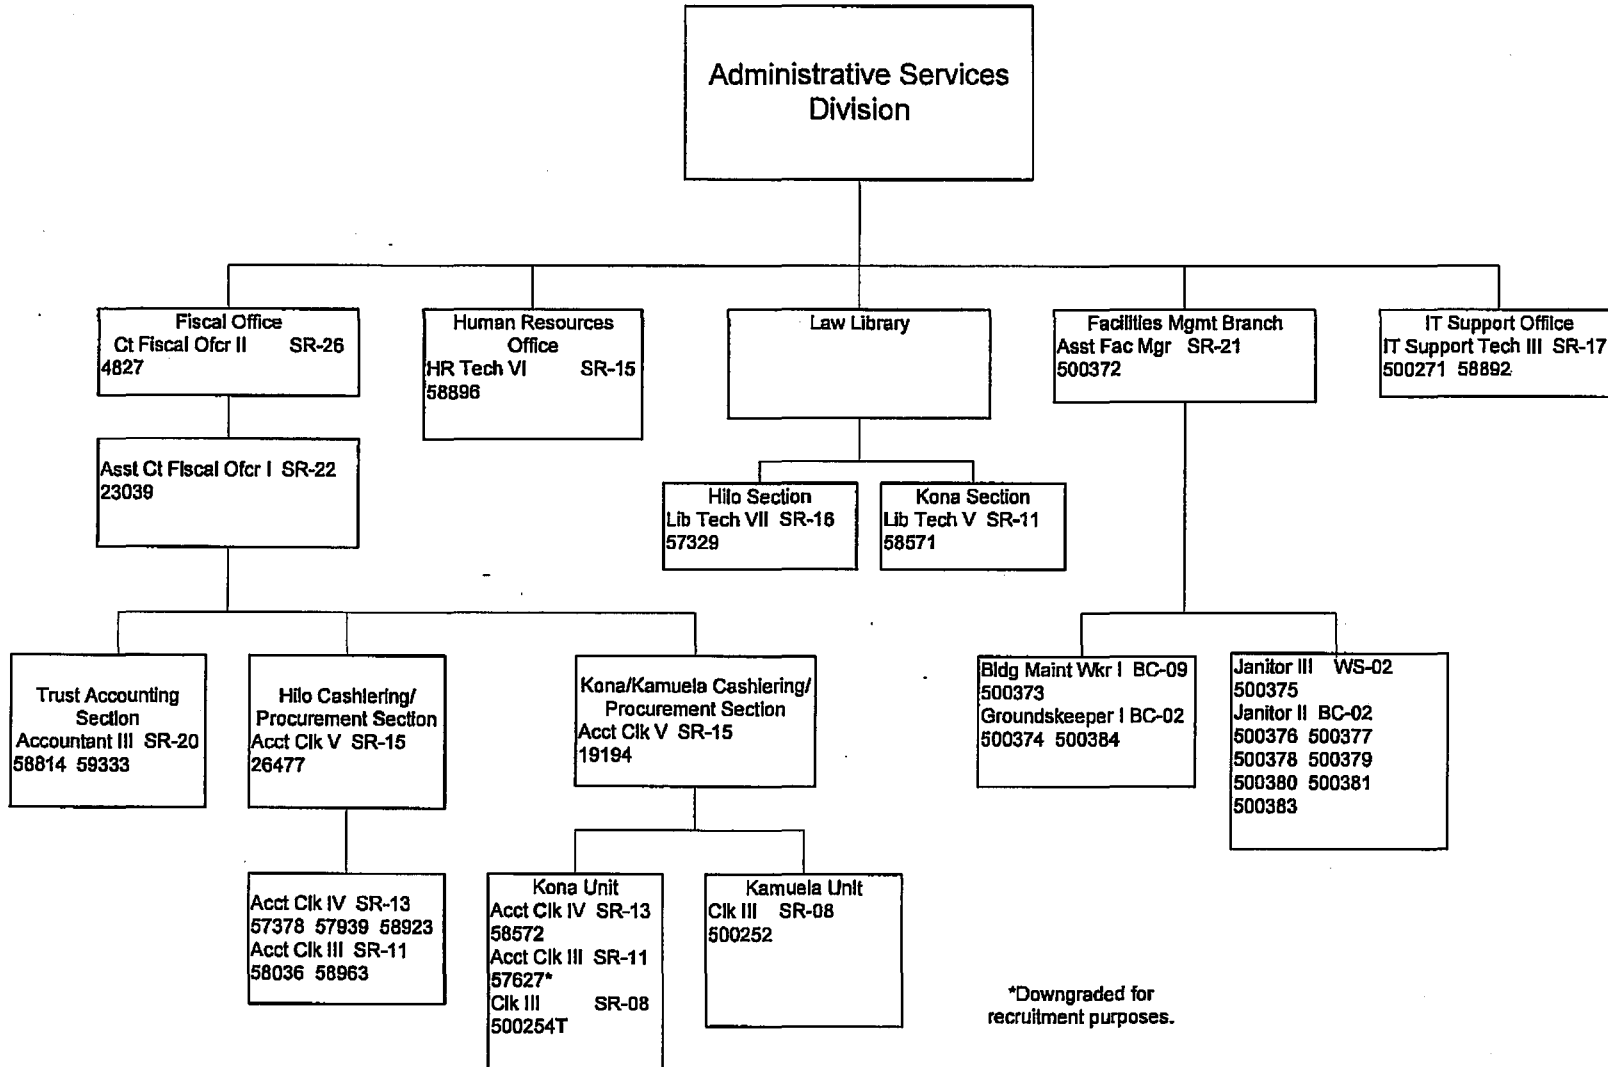 Administrative Services
Division
Fiscal Office
Ct Fiscal Ofcr II SR-26
4827
Human Resources
Office
HR Tech VI SR-15
58896
Law Library
Facilities Mgmt Branch
Asst Fac Mgr SR-21
500372
IT Support Office
IT Support Tech III SR-17
500271 58892
Asst Ct Fiscal Ofcr I SR-22
23039
Hilo Section
Lib Tech VII SR-16
57329
Kona Section
Lib Tech V SR-11
58571
Trust Accounting
Section
Accountant III SR-20
58814 59333
Hilo Cashiering/
Procurement Section
Acct Clk V SR-15
26477
Kona/Kamuela Cashiering/
Procurement Section
Acct Clk V SR-15
19194
Bldg Maint Wkr I BC-09
500373
Groundskeeper I BC-02
500374 500384
Janitor III WS-02
500375
Janitor II BC-02
500376 500377
500378 500379
500380 500381
500383
Acct Clk IV SR-13
57378 57939 58923
Acct Clk III SR-11
58036 58963
Kona Unit
Acct Clk IV SR-13
58572
Acct Clk III SR-11
57627*
Clk III SR-08
500254T
Kamuela Unit
Clk III SR-08
500252
*Downgraded for
recruitment purposes.